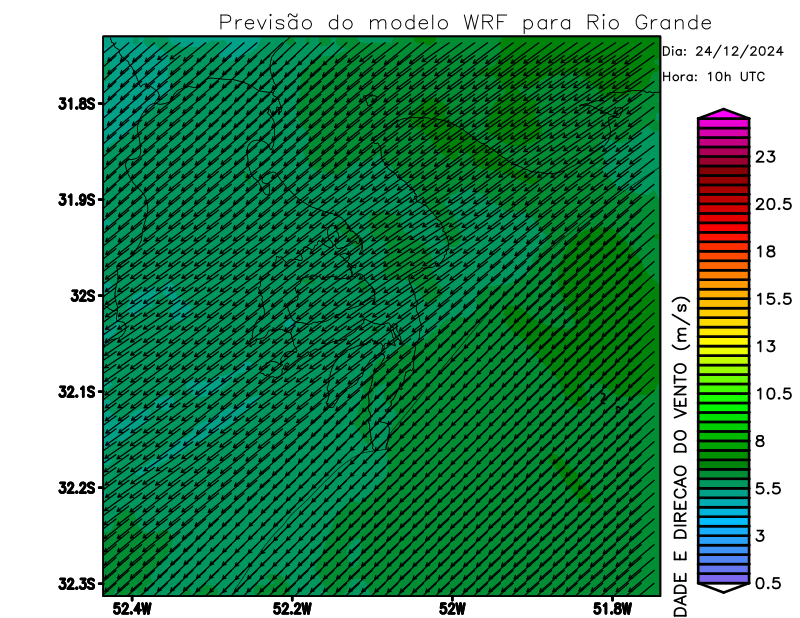 Previsão do modelo WRF para Rio Grande
Dia: 24/12/2024
Hora: 10h UTC
31.8S
31.9S
32S
32.1S
32.2S
32.3S
52.4W
52.2W
52W
51.8W
23
20.5
18
15.5
13
10.5
8
5.5
3
0.5
DADE E DIRECAO DO VENTO (m/s)